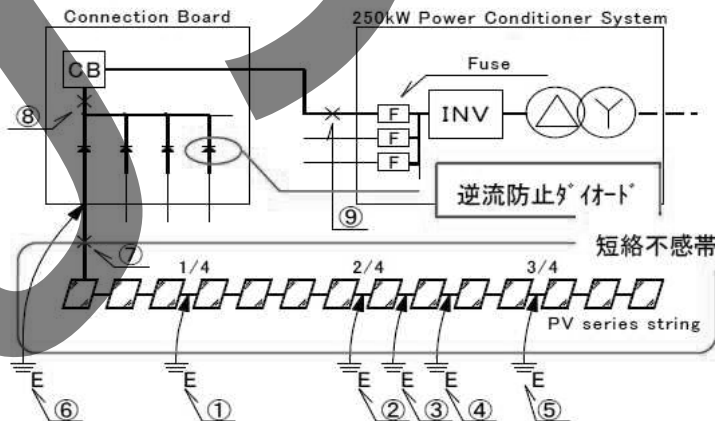 Connection Board
250kW Power Conditioner System
CB
Fuse
F
INV
F
F
⑧
⑨
逆流防止ダイオード
短絡不感帯
⑦
1/4
2/4
3/4
PV series string
E
E
E
E
E
E
⑥
①
②
③
④
⑤